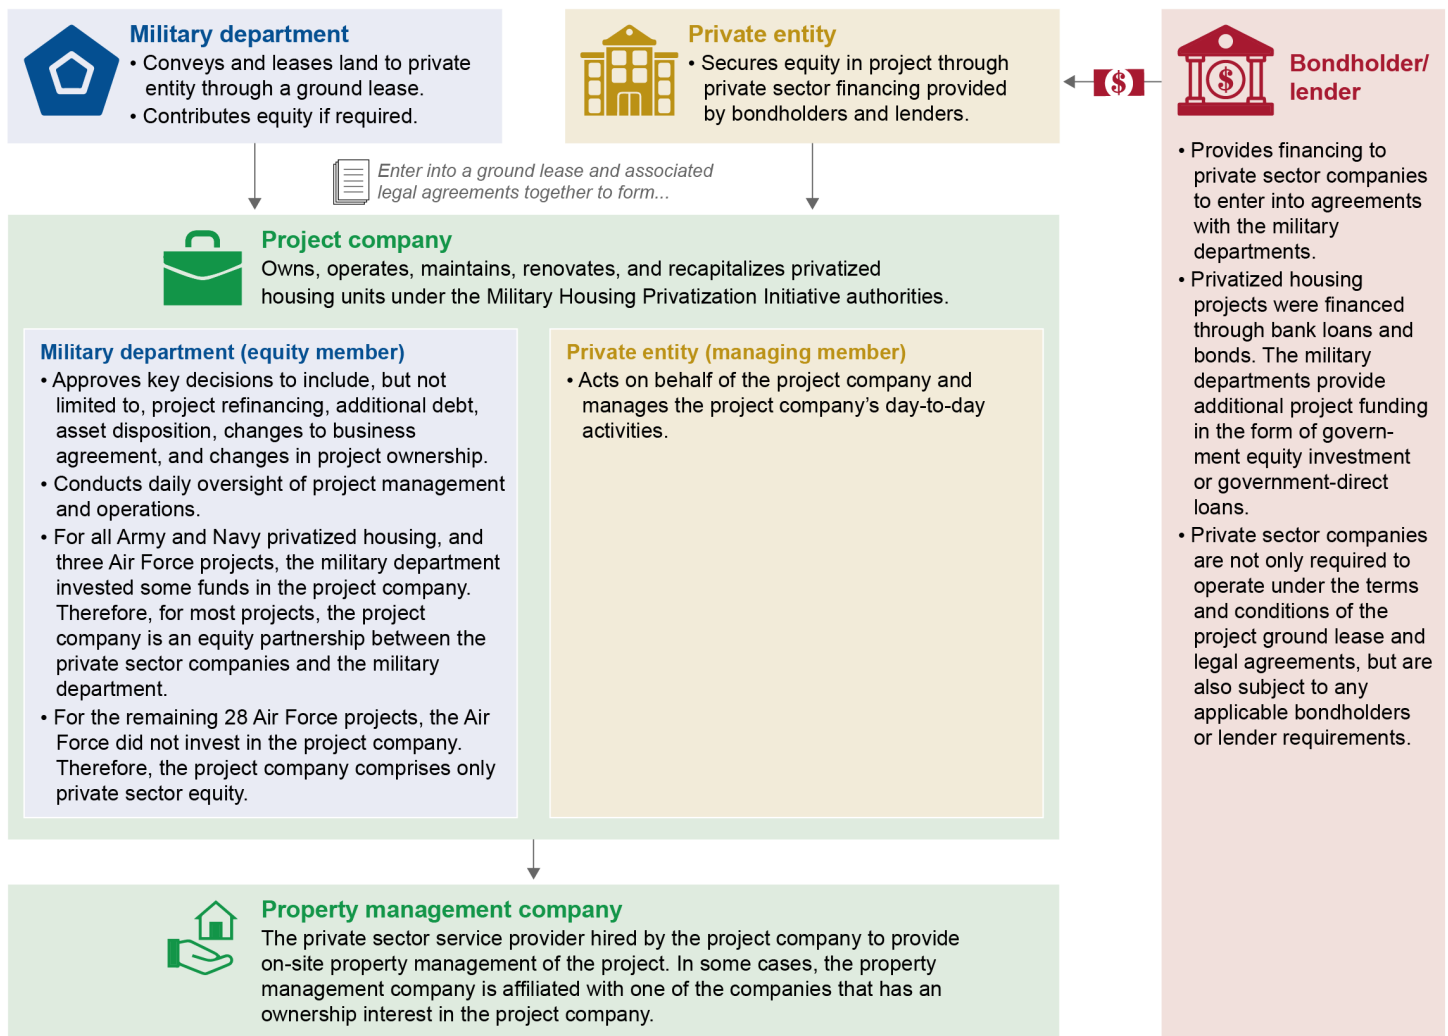 Military department
• Conveys and leases land to private
entity through a ground lease.
• Contributes equity if required.
Private entity
• Secures equity in project through
private sector financing provided
by bondholders and lenders.
$
$
Bondholder/
lender
• Provides financing to
private sector companies
to enter into agreements
with the military
departments.
• Privatized housing
projects were financed
through bank loans and
bonds. The military
departments provide
additional project funding
in the form of govern-
ment equity investment
or government-direct
loans.
• Private sector companies
are not only required to
operate under the terms
and conditions of the
project ground lease and
legal agreements, but are
also subject to any
applicable bondholders
or lender requirements.
Enter into a ground lease and associated
legal agreements together to form...
Project company
Owns, operates, maintains, renovates, and recapitalizes privatized
housing units under the Military Housing Privatization Initiative authorities.
Military department (equity member)
• Approves key decisions to include, but not
limited to, project refinancing, additional debt,
asset disposition, changes to business
agreement, and changes in project ownership.
• Conducts daily oversight of project management
and operations.
• For all Army and Navy privatized housing, and
three Air Force projects, the military department
invested some funds in the project company.
Therefore, for most projects, the project
company is an equity partnership between the
private sector companies and the military
department.
• For the remaining 28 Air Force projects, the Air
Force did not invest in the project company.
Therefore, the project company comprises only
private sector equity.
Private entity (managing member)
• Acts on behalf of the project company and
manages the project company’s day-to-day
activities.
Property management company
The private sector service provider hired by the project company to provide
on-site property management of the project. In some cases, the property
management company is affiliated with one of the companies that has an
ownership interest in the project company.